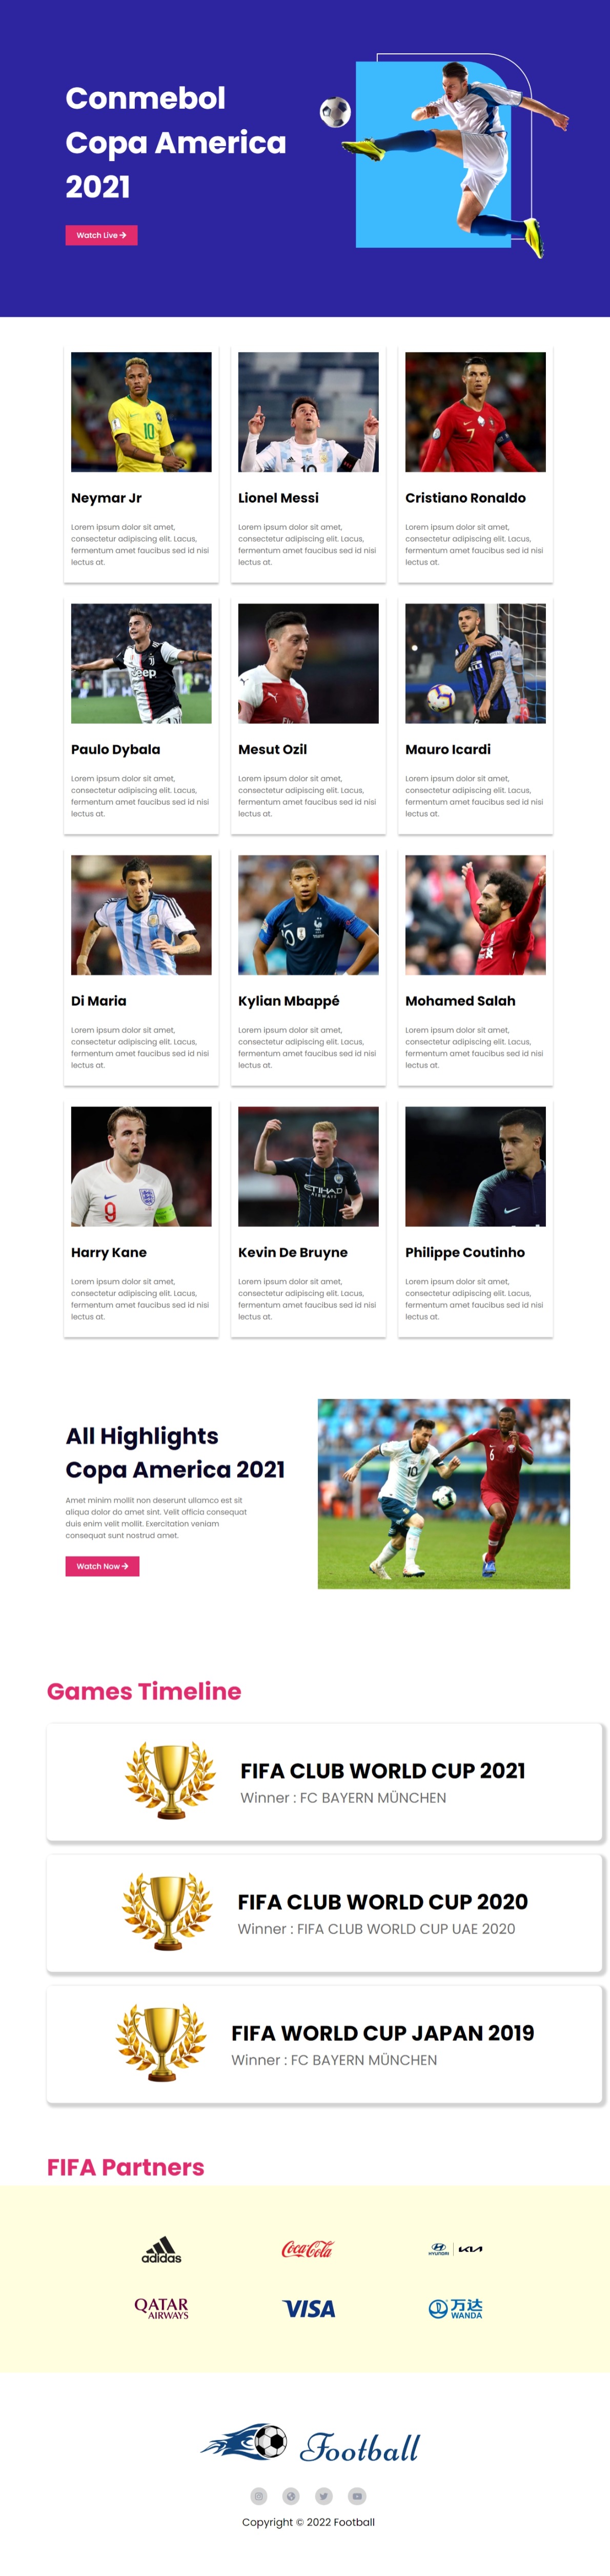 Conmebol
Copa America
2021
Watch Live
10
10
7
Neymar Jr
Lionel Messi
Cristiano Ronaldo
Lorem ipsum dolor sit amet,
consectetur adipiscing elit. Lacus,
fermentum amet faucibus sed id nisi
lectus at.
Lorem ipsum dolor sit amet,
consectetur adipiscing elit. Lacus,
fermentum amet faucibus sed id nisi
lectus at.
Lorem ipsum dolor sit amet,
consectetur adipiscing elit. Lacus,
fermentum amet faucibus sed id nisi
lectus at.
Jeep
Paulo Dybala
Mesut Ozil
Mauro Icardi
Lorem ipsum dolor sit amet,
consectetur adipiscing elit. Lacus,
fermentum amet faucibus sed id nisi
lectus at.
Lorem ipsum dolor sit amet,
consectetur adipiscing elit. Lacus,
fermentum amet faucibus sed id nisi
lectus at.
Lorem ipsum dolor sit amet,
consectetur adipiscing elit. Lacus,
fermentum amet faucibus sed id nisi
lectus at.
7
10
Di Maria
Kylian Mbappé
Mohamed Salah
Lorem ipsum dolor sit amet,
consectetur adipiscing elit. Lacus,
fermentum amet faucibus sed id nisi
lectus at.
Lorem ipsum dolor sit amet,
consectetur adipiscing elit. Lacus,
fermentum amet faucibus sed id nisi
lectus at.
Lorem ipsum dolor sit amet,
consectetur adipiscing elit. Lacus,
fermentum amet faucibus sed id nisi
lectus at.
9
ETIHAD
AIRWAYS
Harry Kane
Kevin De Bruyne
Philippe Coutinho
Lorem ipsum dolor sit amet,
consectetur adipiscing elit. Lacus,
fermentum amet faucibus sed id nisi
lectus at.
Lorem ipsum dolor sit amet,
consectetur adipiscing elit. Lacus,
fermentum amet faucibus sed id nisi
lectus at.
Lorem ipsum dolor sit amet,
consectetur adipiscing elit. Lacus,
fermentum amet faucibus sed id nisi
lectus at.
All Highlights
Copa America 2021
Amet minim mollit non deserunt ullamco est sit
aliqua dolor do amet sint. Velit officia consequat
duis enim velit mollit. Exercitation veniam
consequat sunt nostrud amet.
Watch Now
10
6
Games Timeline
FIFA CLUB WORLD CUP 2021
Winner : FC BAYERN MÜNCHEN
FIFA CLUB WORLD CUP 2020
Winner : FIFA CLUB WORLD CUP UAE 2020
FIFA WORLD CUP JAPAN 2019
Winner : FC BAYERN MÜNCHEN
FIFA Partners
adidas
Coca-Cola
HYUNDAI
KIA
QATAR
AIRWAYS
VISA
万达
WANDA
Football
Copyright © 2022 Football